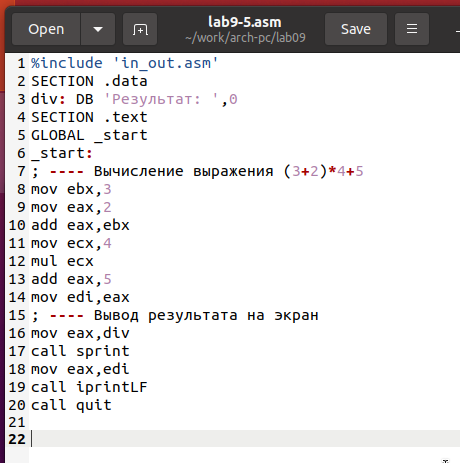 lab9-5.asm
Open
~/work/arch-pc/lab09
Save
1 %include 'in_out.asm'
2 SECTION .data
3 div: DB 'Результат: ',0
4 SECTION .text
5 GLOBAL _start
6 _start:
7 ; ---- Вычисление выражения (3+2)*4+5
8 mov ebx,3
9 mov eax,2
10 add eax,ebx
11 mov ecx,4
12 mul ecx
13 add eax,5
14 mov edi,eax
15 ; ---- Вывод результата на экран
16 mov eax,div
17 call sprint
18 mov eax,edi
19 call iprintLF
20 call quit
21
22